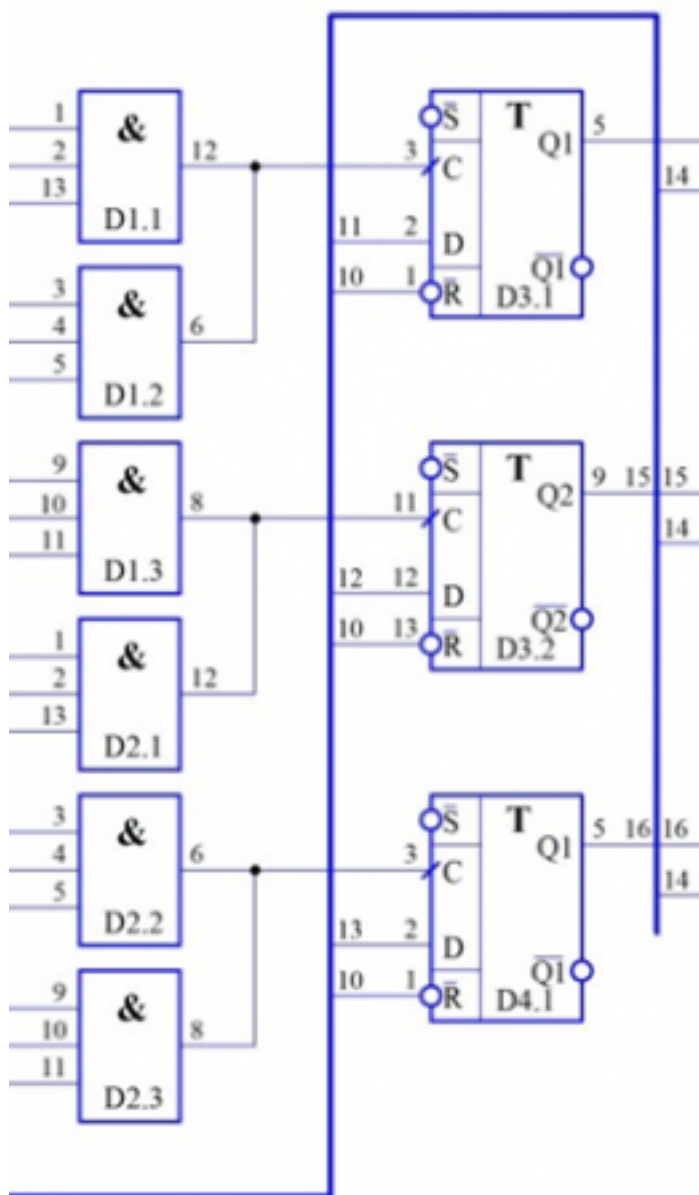 1
&
2
12
13
D1.1
3
&
4
6
5
D1.2
9
&
10
8
11
D1.3
1
&
2
12
13
D2.1
3
&
4
6
5
D2.2
9
&
10
8
11
D2.3
S̅ T
Q1 5
3 C
14
11 2 D
Q̅1̅
10 1 R̅ D3.1
S̅ T
Q2 9 15 15
11 C
14
12 12 D
Q̅2̅
10 13 R̅ D3.2
S̅ T
Q1 5 16 16
3 C
14
13 2 D
Q̅1̅
10 1 R̅ D4.1